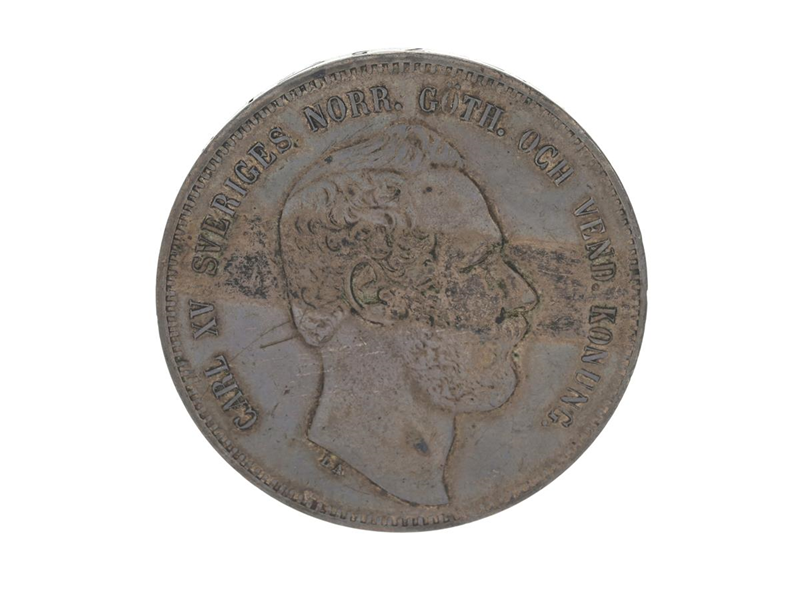 CARL XV SVERIGES NORR. GÖTH. OCH VEND. KONUNG.